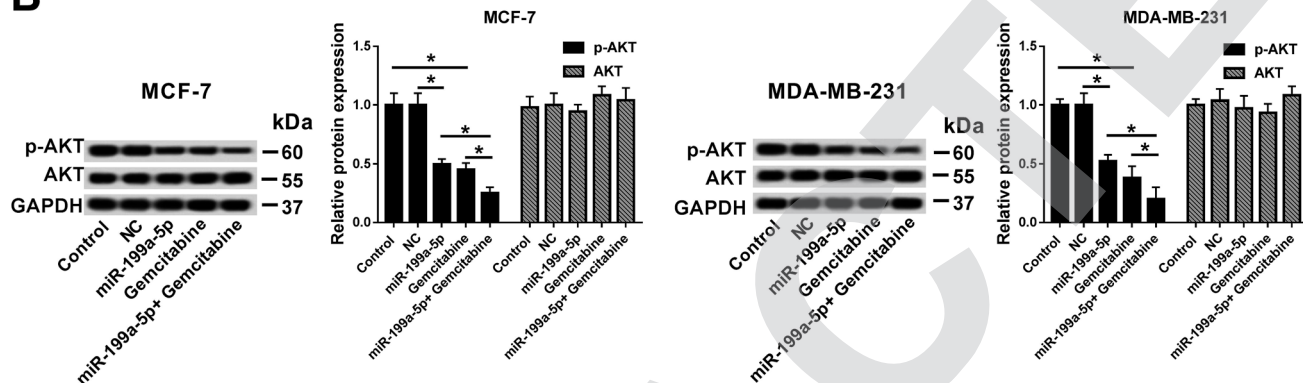 B
MCF-7
kDa
p-AKT
60
AKT
55
GAPDH
37
Control
NC
miR-199a-5p
Gemcitabine
miR-199a-5p+ Gemcitabine
MCF-7
p-AKT
AKT
Relative protein expression
1.5
1.0
0.5
0.0
*
*
*
*
Control
NC
miR-199a-5p
Gemcitabine
miR-199a-5p+ Gemcitabine
Control
NC
miR-199a-5p
Gemcitabine
miR-199a-5p+ Gemcitabine
MDA-MB-231
kDa
p-AKT
60
AKT
55
GAPDH
37
Control
NC
miR-199a-5p
Gemcitabine
miR-199a-5p+ Gemcitabine
MDA-MB-231
p-AKT
AKT
Relative protein expression
1.5
1.0
0.5
0.0
*
*
*
*
Control
NC
miR-199a-5p
Gemcitabine
miR-199a-5p+ Gemcitabine
Control
NC
miR-199a-5p
Gemcitabine
miR-199a-5p+ Gemcitabine